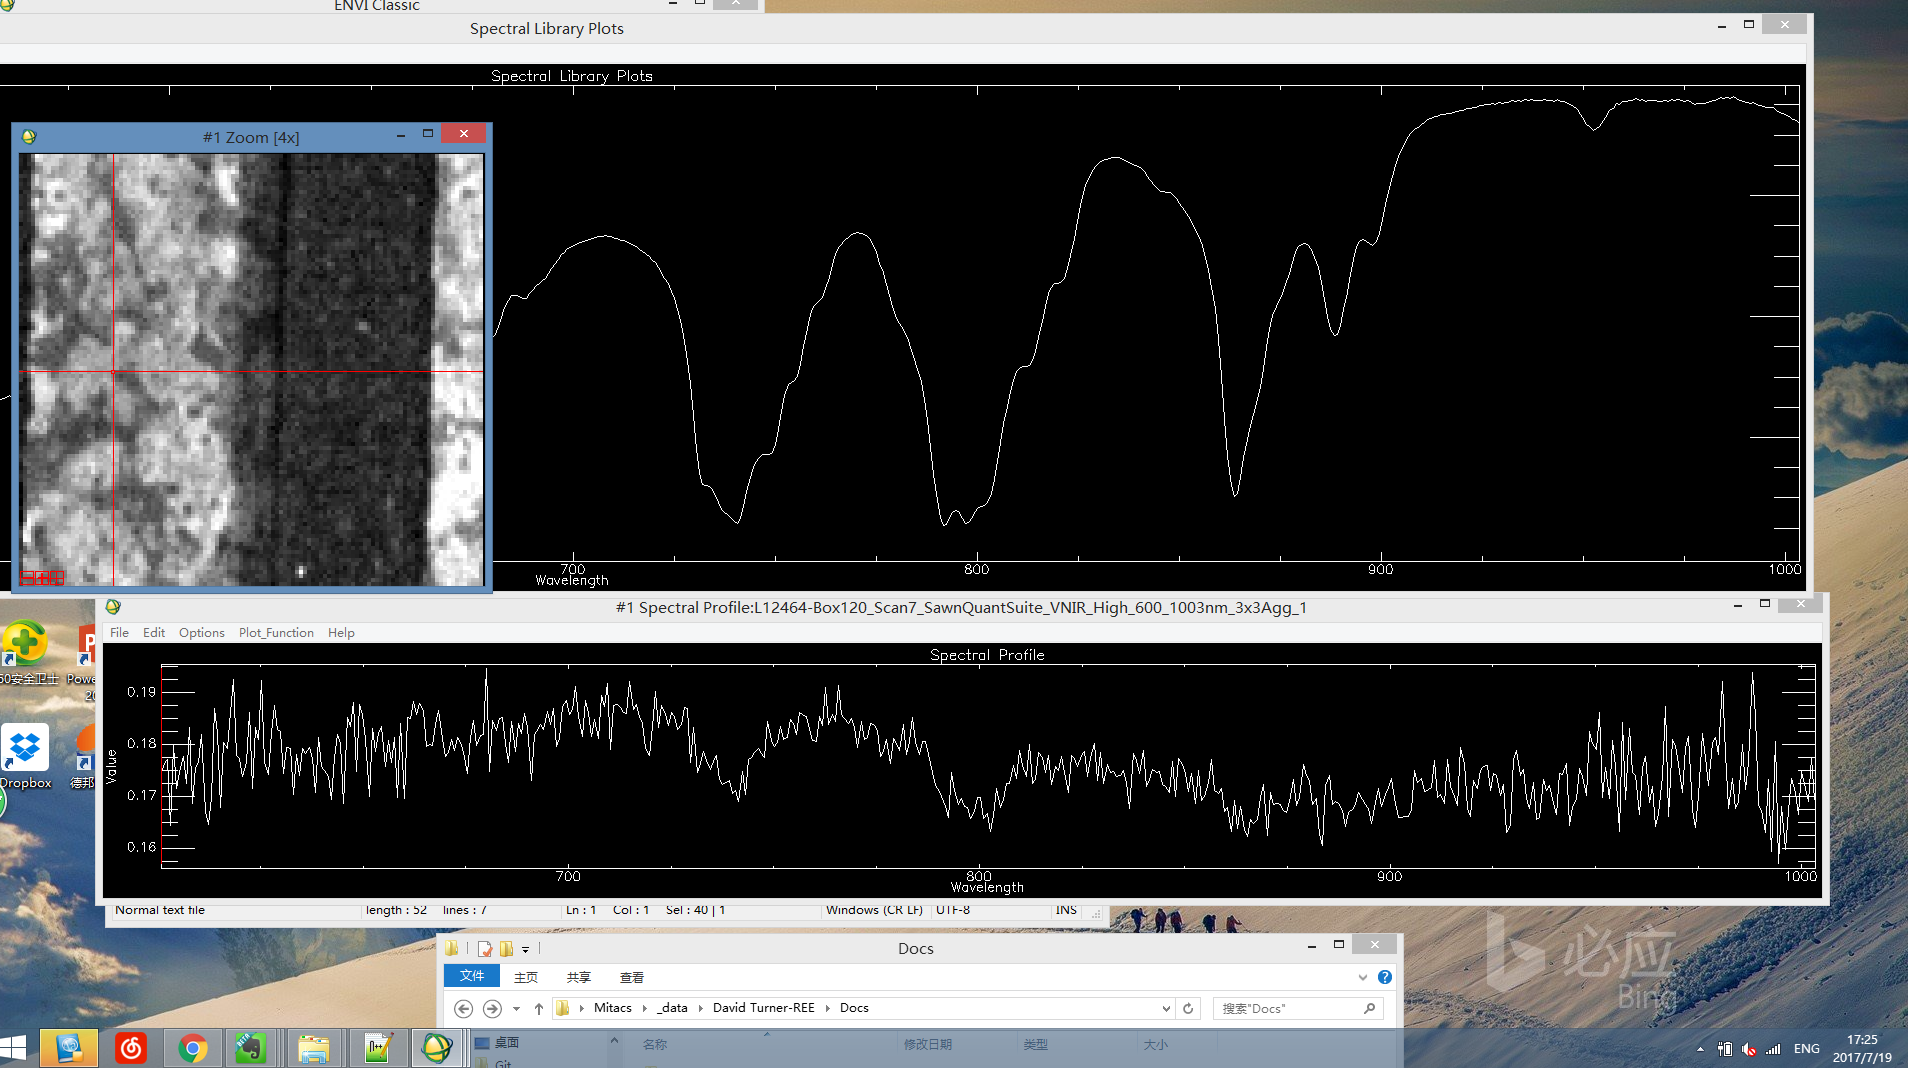 ENVI Classic
Spectral Library Plots
Spectral Library Plots
#1 Zoom [4x]
700
800
900
1000
Wavelength
#1 Spectral Profile:L12464-Box120_Scan7_SawnQuantSuite_VNIR_High_600_1003nm_3x3Agg_1
File Edit Options Plot_Function Help
Spectral Profile
0.19
0.18
0.17
0.16
Value
700
800
900
1000
Wavelength
60安全卫士
Powe
20
Dropbox
德邦
Normal text file
length : 52 lines : 7
Ln : 1 Col : 1 Sel : 40 | 1
Windows (CR LF)
UTF-8
INS
Docs
文件 主页 共享 查看
Mitacs _data David Turner-REE Docs
搜索"Docs"
桌面
名称 修改日期 类型 大小
Git
必应
Bing
ENG
17:25
2017/7/19